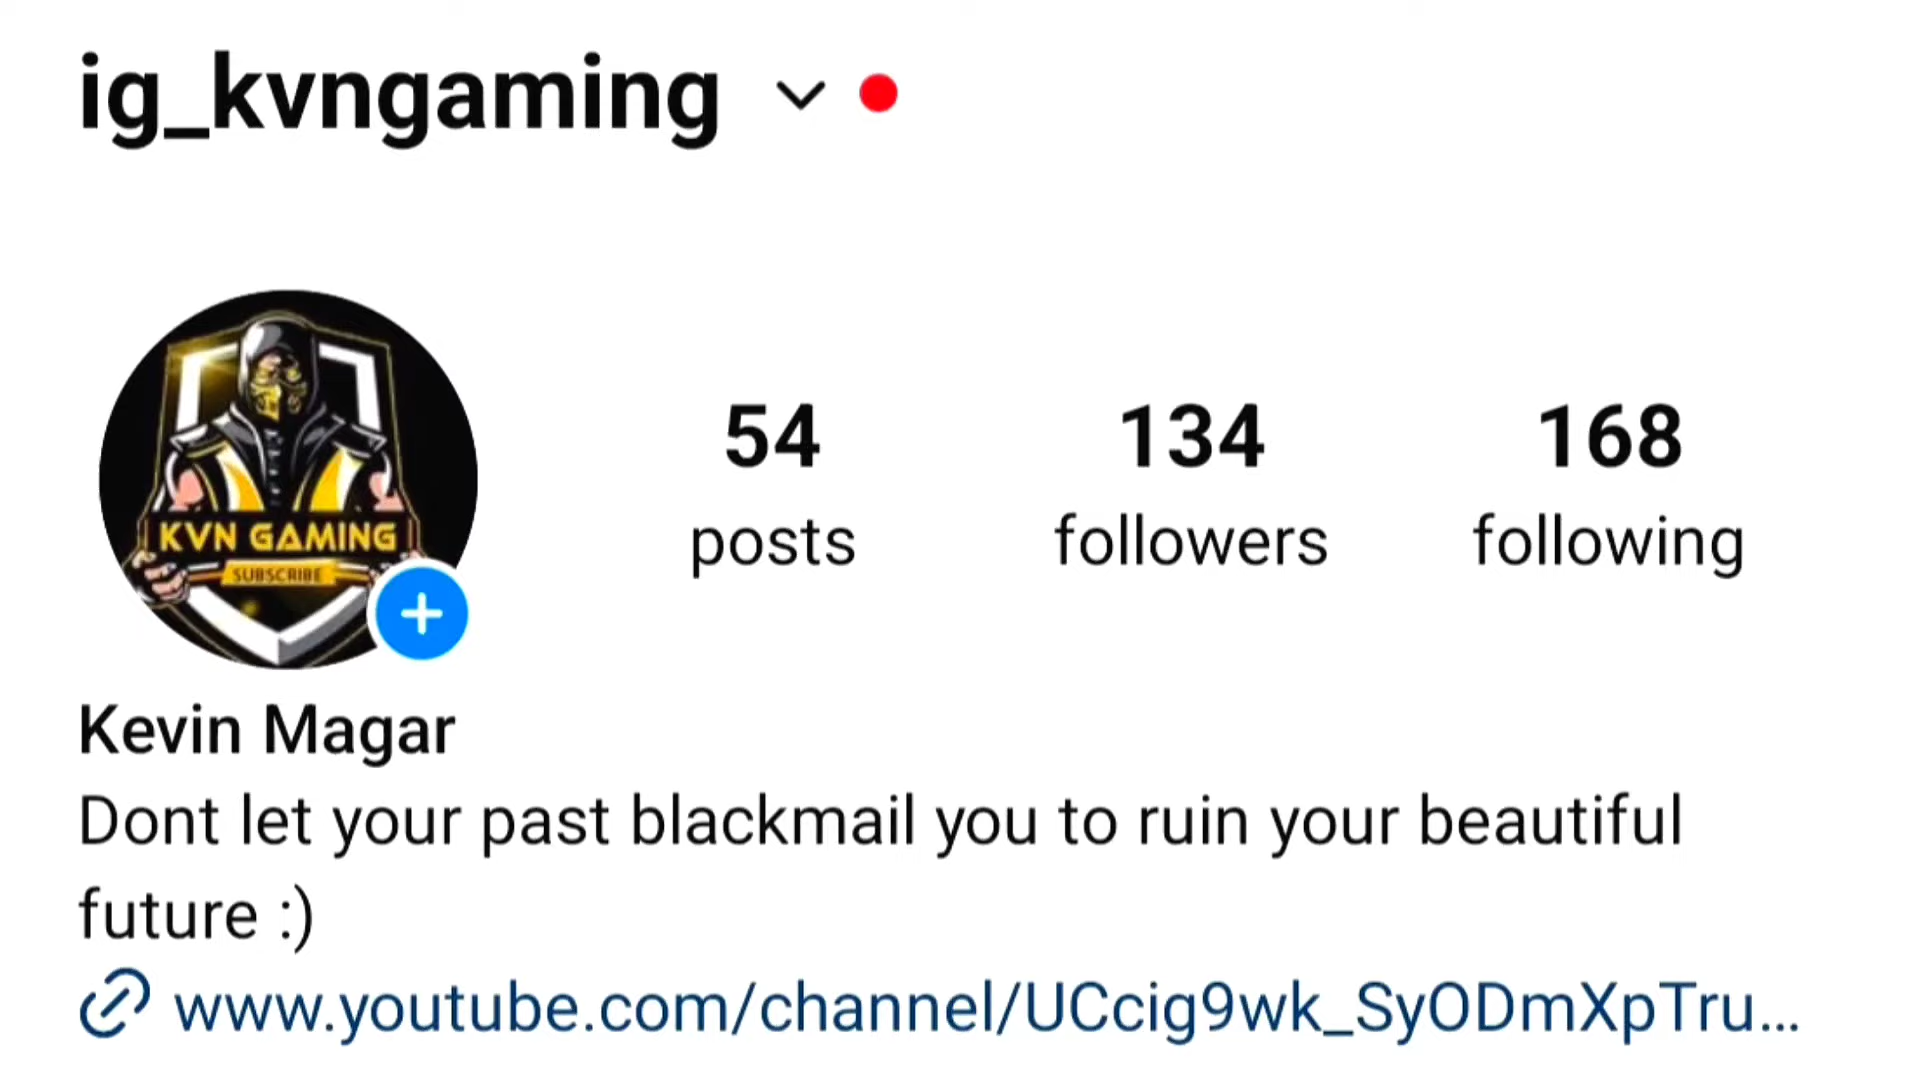 ig_kvngaming
KVN GAMING
SUBSCRIBE
54 134 168
posts followers following
Kevin Magar
Dont let your past blackmail you to ruin your beautiful
future :)
www.youtube.com/channel/UCcig9wk_SyODmXpTru...